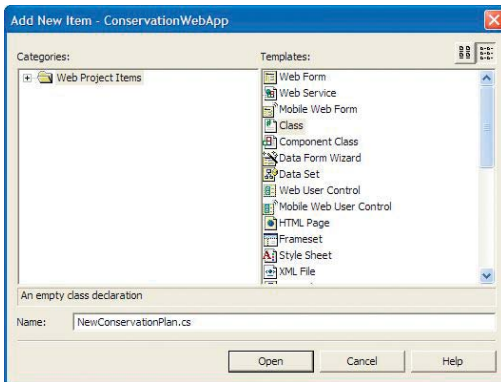 Add New Item - ConservationWebApp
Categories:
Templates:
Web Project Items
Web Form
Web Service
Mobile Web Form
Class
Component Class
Data Form Wizard
Data Set
Web User Control
Mobile Web User Control
HTML Page
Frameset
Style Sheet
XML File
An empty class declaration
Name:
NewConservationPlan.cs
Open
Cancel
Help